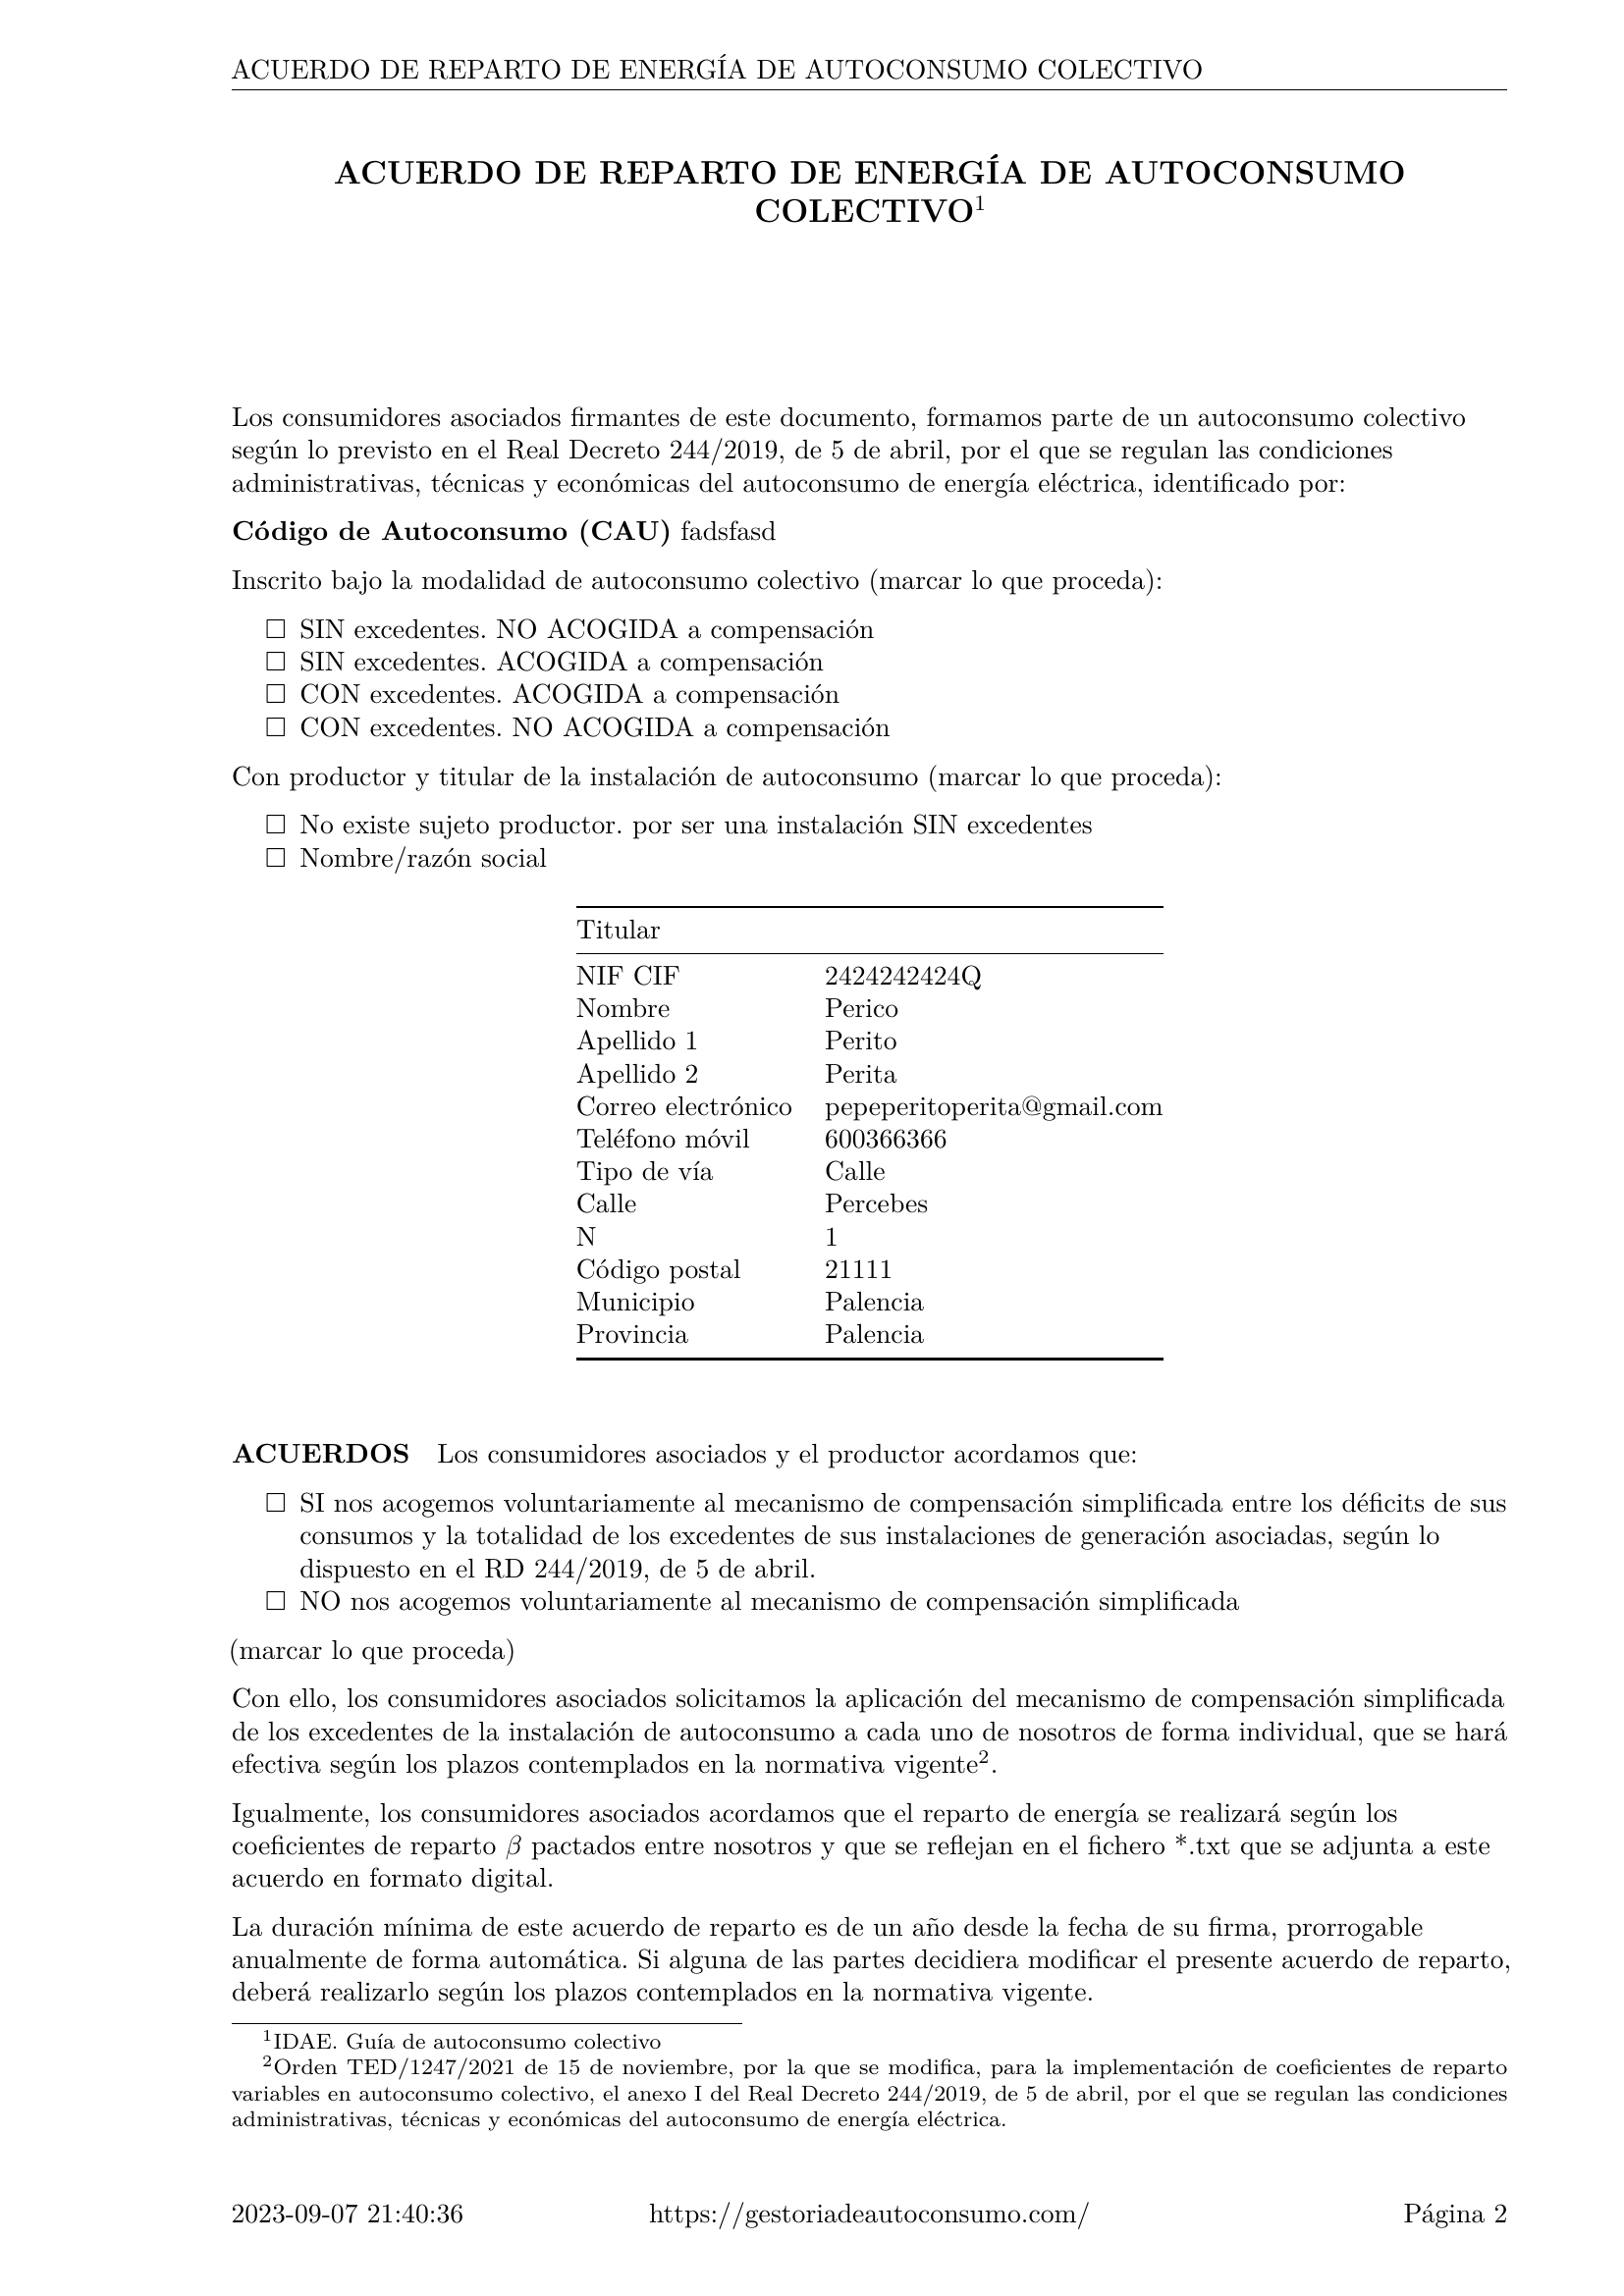 ACUERDO DE REPARTO DE ENERGÍA DE AUTOCONSUMO COLECTIVO
ACUERDO DE REPARTO DE ENERGÍA DE AUTOCONSUMO
COLECTIVO¹
Los consumidores asociados firmantes de este documento, formamos parte de un autoconsumo colectivo
según lo previsto en el Real Decreto 244/2019, de 5 de abril, por el que se regulan las condiciones
administrativas, técnicas y económicas del autoconsumo de energía eléctrica, identificado por:
Código de Autoconsumo (CAU) fadsfasd
Inscrito bajo la modalidad de autoconsumo colectivo (marcar lo que proceda):
☐ SIN excedentes. NO ACOGIDA a compensación
☐ SIN excedentes. ACOGIDA a compensación
☐ CON excedentes. ACOGIDA a compensación
☐ CON excedentes. NO ACOGIDA a compensación
Con productor y titular de la instalación de autoconsumo (marcar lo que proceda):
☐ No existe sujeto productor. por ser una instalación SIN excedentes
☐ Nombre/razón social
Titular
NIF CIF 2424242424Q
Nombre Perico
Apellido 1 Perito
Apellido 2 Perita
Correo electrónico pepeperitoperita@gmail.com
Teléfono móvil 600366366
Tipo de vía Calle
Calle Percebes
N 1
Código postal 21111
Municipio Palencia
Provincia Palencia
ACUERDOS Los consumidores asociados y el productor acordamos que:
☐ SI nos acogemos voluntariamente al mecanismo de compensación simplificada entre los déficits de sus
consumos y la totalidad de los excedentes de sus instalaciones de generación asociadas, según lo
dispuesto en el RD 244/2019, de 5 de abril.
☐ NO nos acogemos voluntariamente al mecanismo de compensación simplificada
(marcar lo que proceda)
Con ello, los consumidores asociados solicitamos la aplicación del mecanismo de compensación simplificada
de los excedentes de la instalación de autoconsumo a cada uno de nosotros de forma individual, que se hará
efectiva según los plazos contemplados en la normativa vigente².
Igualmente, los consumidores asociados acordamos que el reparto de energía se realizará según los
coeficientes de reparto β pactados entre nosotros y que se reflejan en el fichero *.txt que se adjunta a este
acuerdo en formato digital.
La duración mínima de este acuerdo de reparto es de un año desde la fecha de su firma, prorrogable
anualmente de forma automática. Si alguna de las partes decidiera modificar el presente acuerdo de reparto,
deberá realizarlo según los plazos contemplados en la normativa vigente.
¹IDAE. Guía de autoconsumo colectivo
²Orden TED/1247/2021 de 15 de noviembre, por la que se modifica, para la implementación de coeficientes de reparto
variables en autoconsumo colectivo, el anexo I del Real Decreto 244/2019, de 5 de abril, por el que se regulan las condiciones
administrativas, técnicas y económicas del autoconsumo de energía eléctrica.
2023-09-07 21:40:36 https://gestoriadeautoconsumo.com/ Página 2